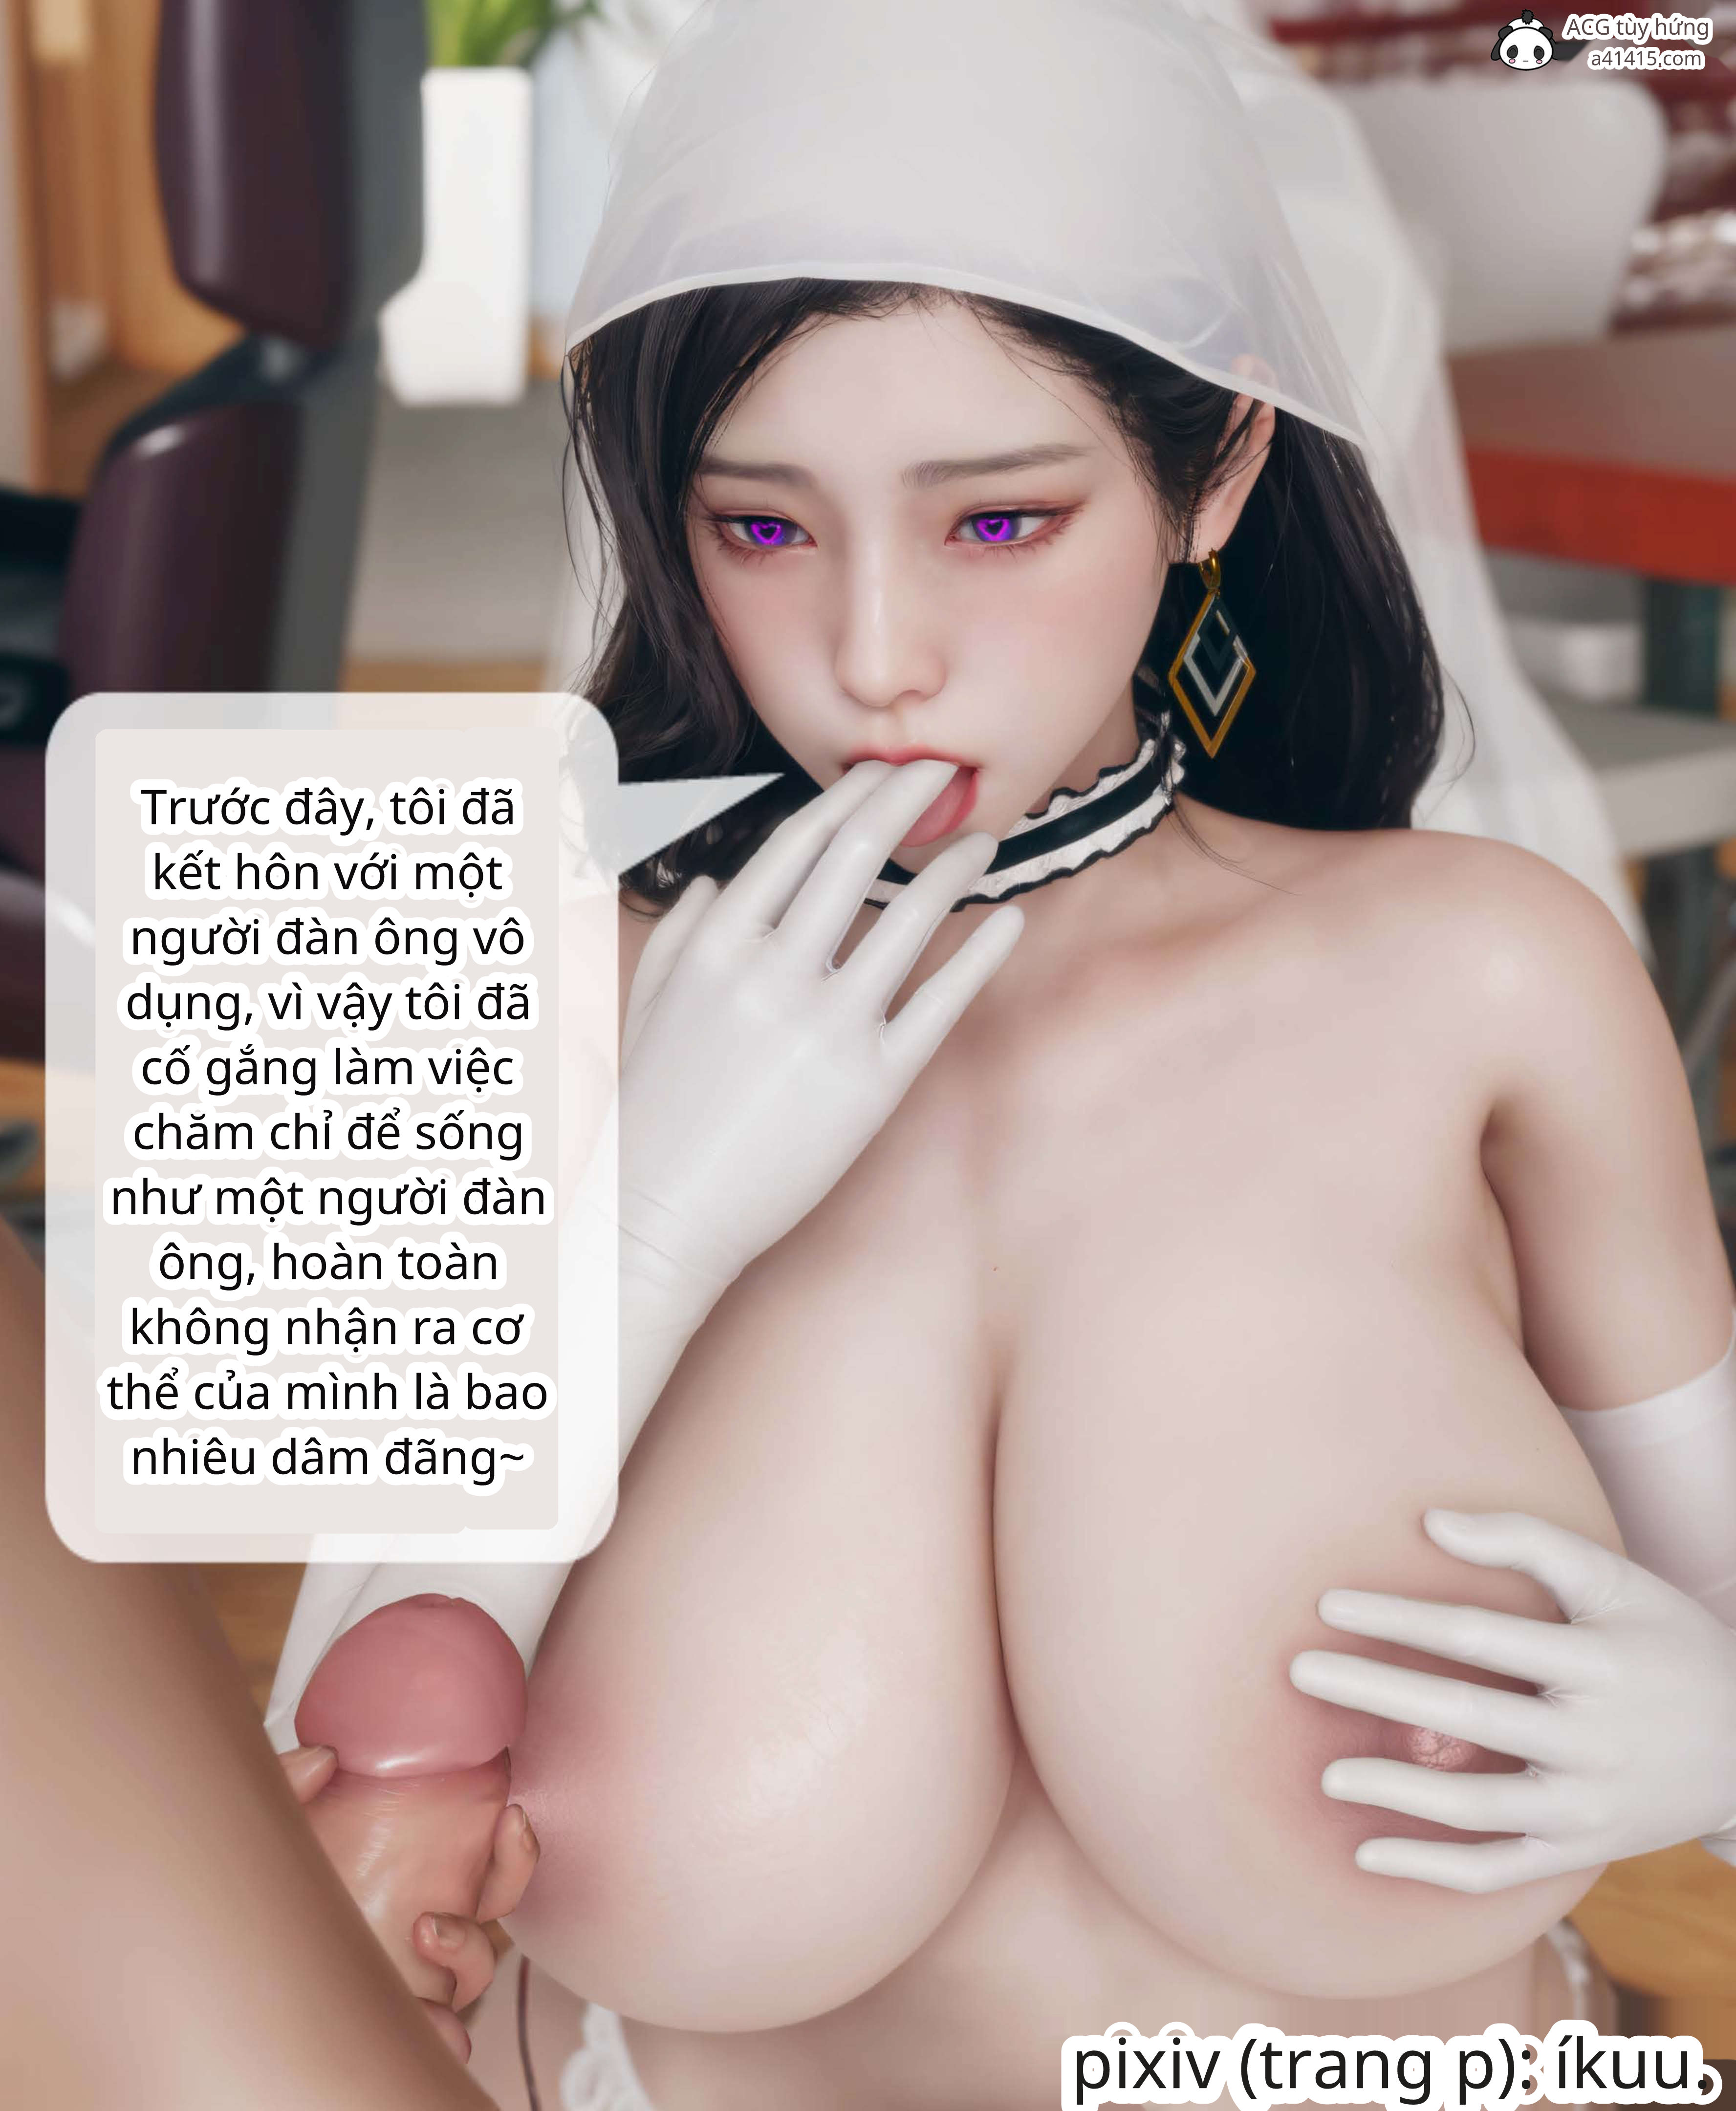 ACG tùy hứng
a41415.com
Trước đây, tôi đã
kết hôn với một
người đàn ông vô
dụng, vì vậy tôi đã
cố gắng làm việc
chăm chỉ để sống
như một người đàn
ông, hoàn toàn
không nhận ra cơ
thể của mình là bao
nhiêu dâm đãng~
pixiv (trang p): íkuu.